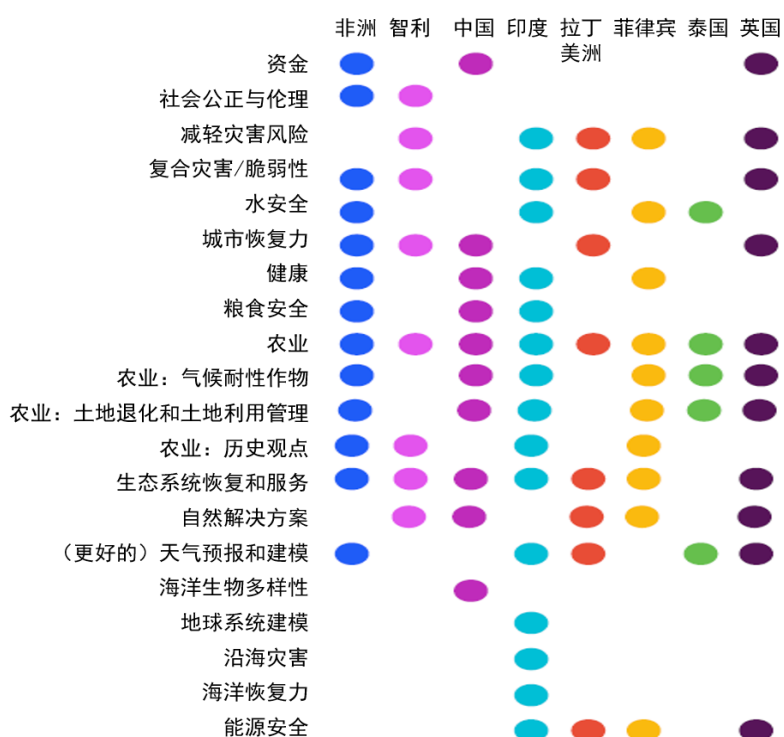 非洲 智利 中国 印度 拉丁 菲律宾 泰国 英国
美洲
资金
社会公正与伦理
减轻灾害风险
复合灾害/脆弱性
水安全
城市恢复力
健康
粮食安全
农业
农业：气候耐性作物
农业：土地退化和土地利用管理
农业：历史观点
生态系统恢复和服务
自然解决方案
（更好的）天气预报和建模
海洋生物多样性
地球系统建模
沿海灾害
海洋恢复力
能源安全